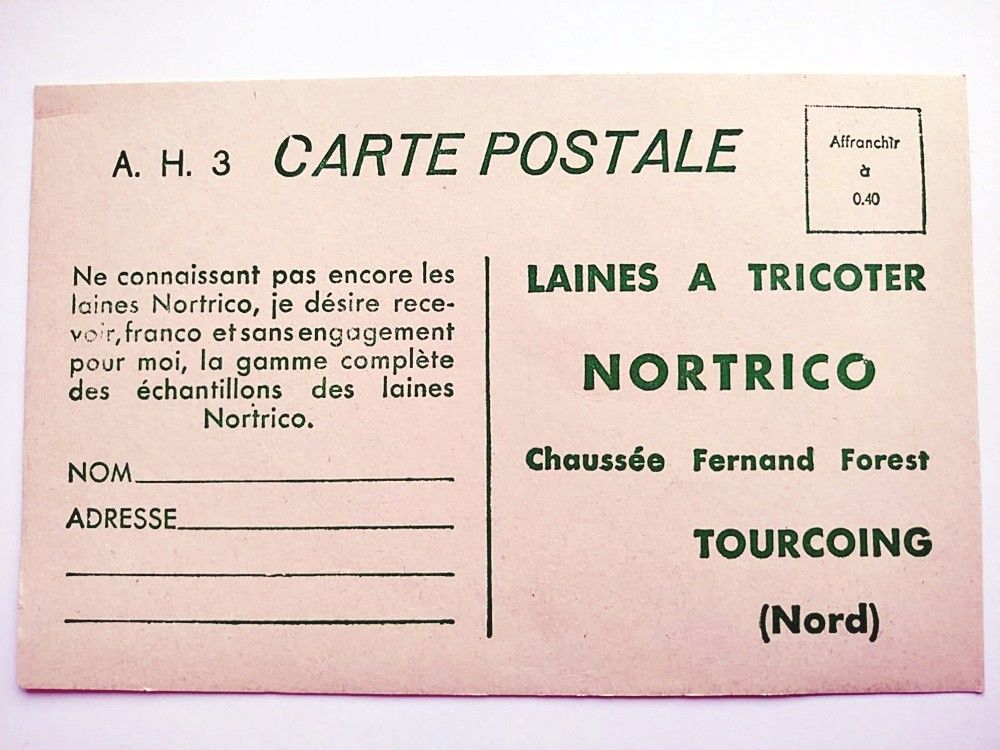 A. H. 3 CARTE POSTALE
Affranchir
à
0.40
Ne connaissant pas encore les
laines Nortrico, je désire rece-
voir, franco et sans engagement
pour moi, la gamme complète
des échantillons des laines
Nortrico.
NOM
ADRESSE
LAINES A TRICOTER
NORTRICO
Chaussée Fernand Forest
TOURCOING
(Nord)